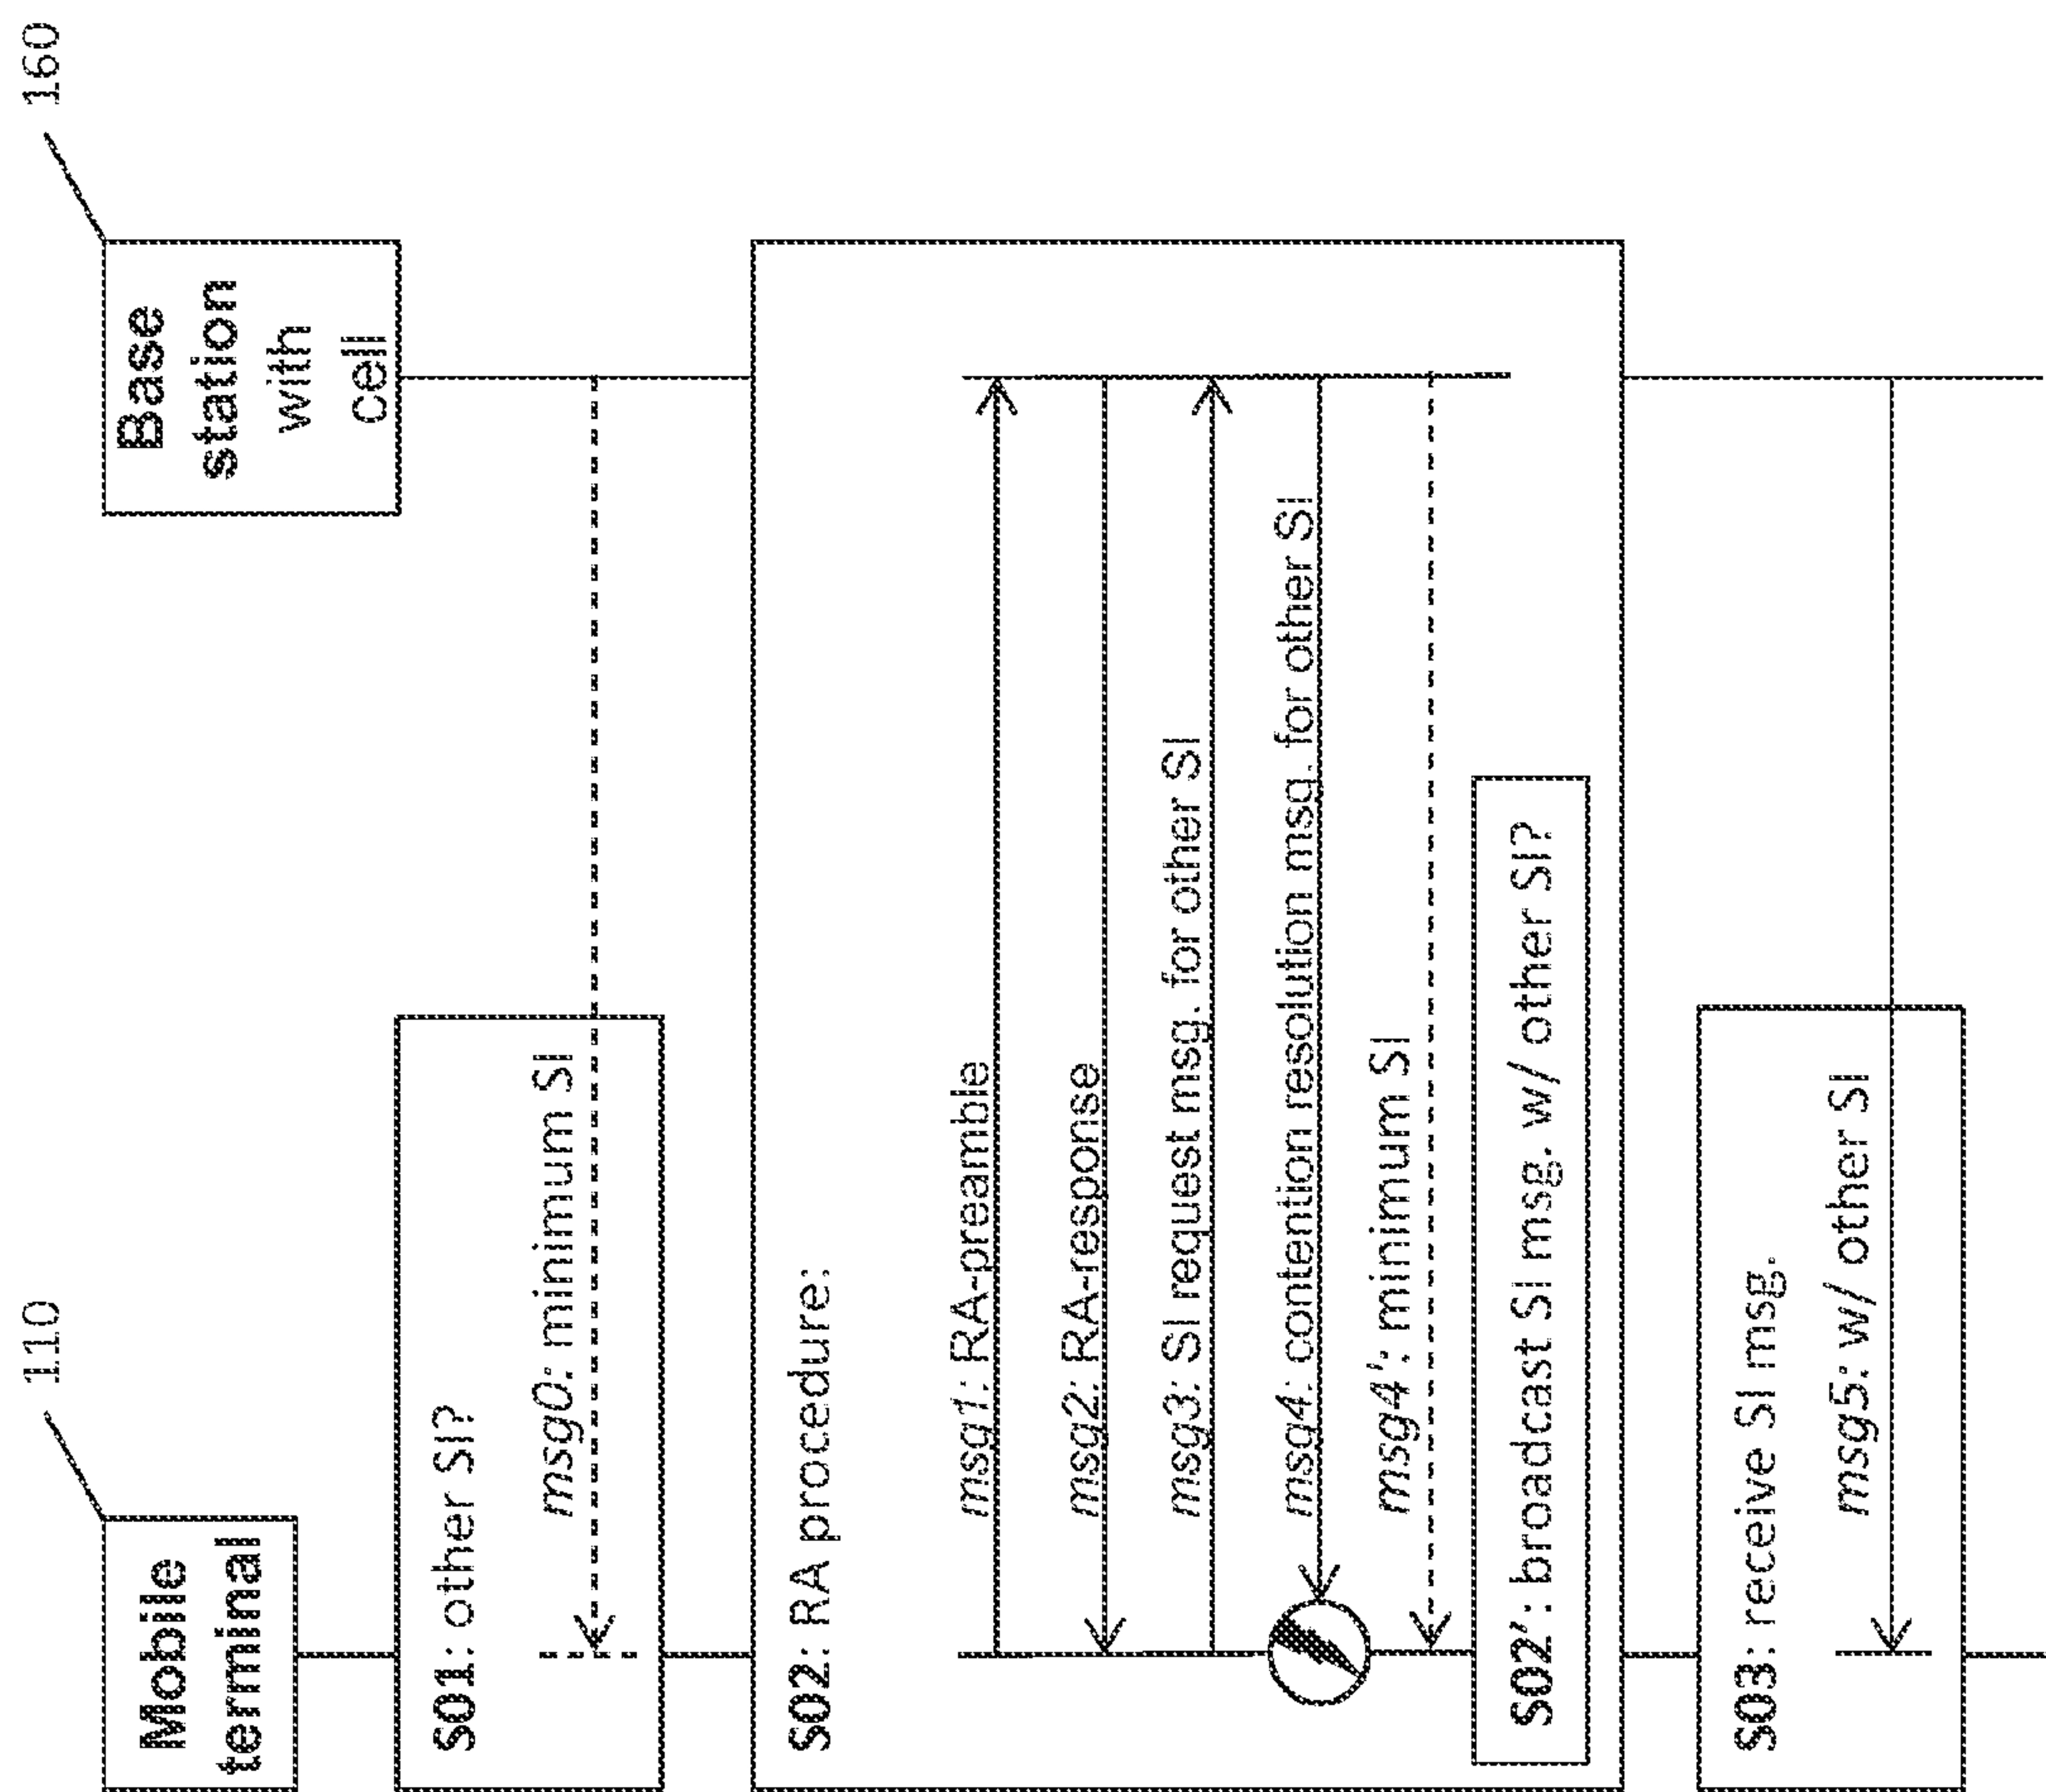 110
160
Mobile
terminal
Base
station
with
cell
S01: other SI?
msg0: minimum SI
S02: RA procedure:
msg1: RA-preamble
msg2: RA-response
msg3: SI request msg. for other SI
msg4: contention resolution msg. for other SI
msg4': minimum SI
S02': broadcast SI msg. w/ other SI?
S03: receive SI msg.
msg5: w/ other SI